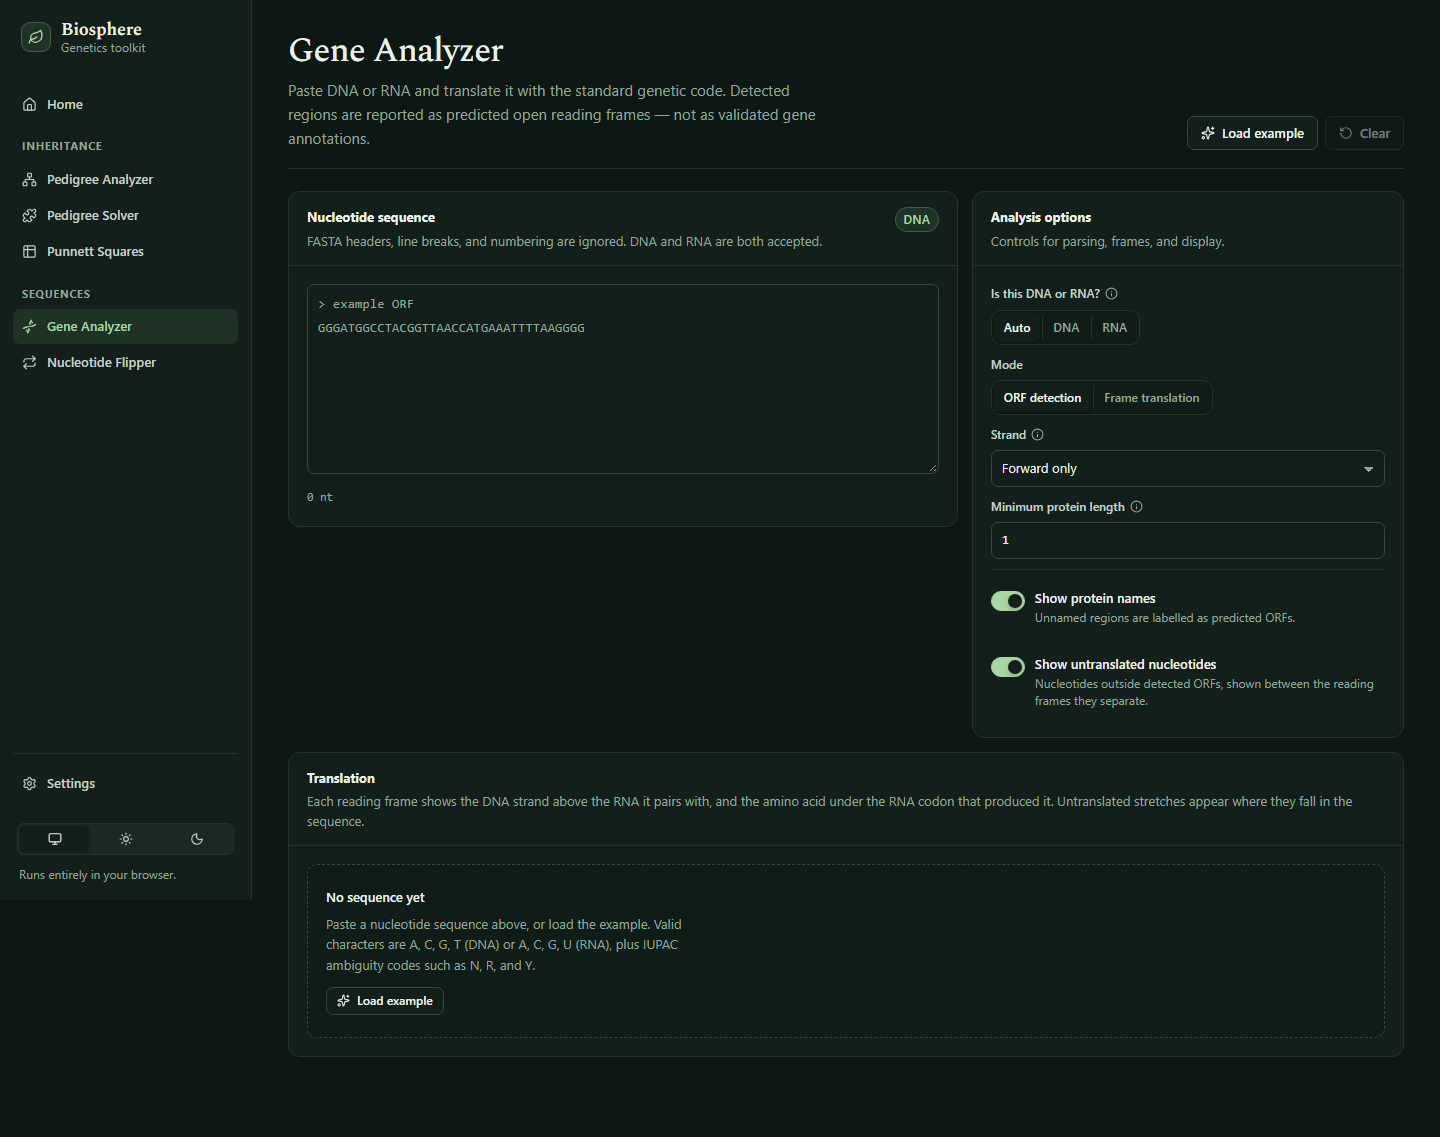 Biosphere
Genetics toolkit
Home
INHERITANCE
Pedigree Analyzer
Pedigree Solver
Punnett Squares
SEQUENCES
Gene Analyzer
Nucleotide Flipper
Settings
Runs entirely in your browser.
Gene Analyzer
Paste DNA or RNA and translate it with the standard genetic code. Detected
regions are reported as predicted open reading frames — not as validated gene
annotations.
Load example
Clear
Nucleotide sequence
DNA
FASTA headers, line breaks, and numbering are ignored. DNA and RNA are both accepted.
> example ORF
GGGATGGCCTACGGTTAACCATGAAATTTTAAGGGG
0 nt
Analysis options
Controls for parsing, frames, and display.
Is this DNA or RNA?
Auto DNA RNA
Mode
ORF detection Frame translation
Strand
Forward only
Minimum protein length
1
Show protein names
Unnamed regions are labelled as predicted ORFs.
Show untranslated nucleotides
Nucleotides outside detected ORFs, shown between the reading
frames they separate.
Translation
Each reading frame shows the DNA strand above the RNA it pairs with, and the amino acid under the RNA codon that produced it. Untranslated stretches appear where they fall in the
sequence.
No sequence yet
Paste a nucleotide sequence above, or load the example. Valid
characters are A, C, G, T (DNA) or A, C, G, U (RNA), plus IUPAC
ambiguity codes such as N, R, and Y.
Load example